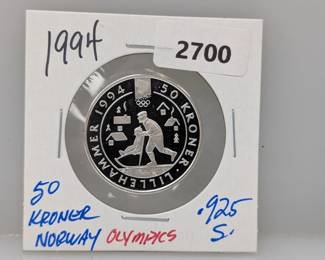 1994
2700
LILLEHAMMER 1994 50 KRONER
50
KRONER
NORWAY OLYMPICS
.925
S.